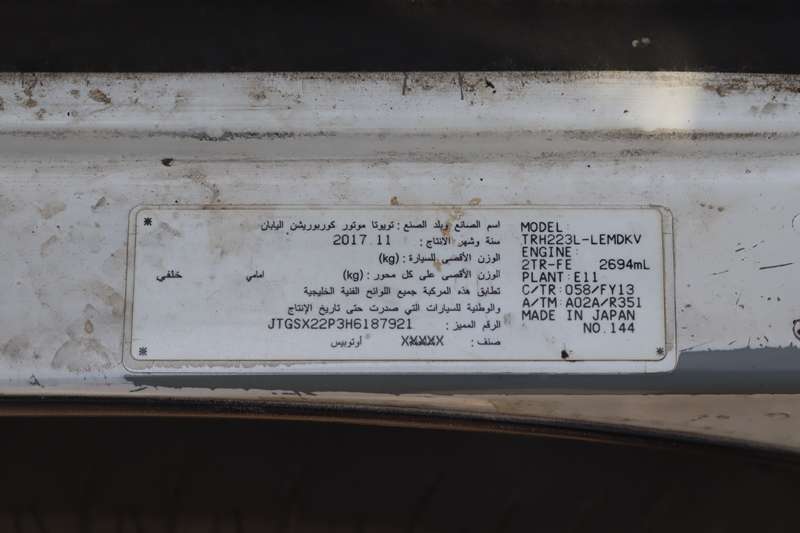 اسم الصانع وبلد الصنع : تويوتا موتور كوربوريشن اليابان
سنة وشهر الانتاج : 2017.11
الوزن الأقصى للسيارة : (kg)
الوزن الأقصى على كل محور : (kg) امامي خلفي
تطابق هذه المركبة جميع اللوائح الفنية الخليجية
والوطنية للسيارات التي صدرت حتى تاريخ الإنتاج
الرقم المميز : JTGSX22P3H6187921
صنف : XXXXX أوتوبيس
MODEL:
TRH223L-LEMDKV
ENGINE:
2TR-FE 2694mL
PLANT: E11
C/TR: 058/FY13
A/TM: A02A/R351
MADE IN JAPAN
NO. 144